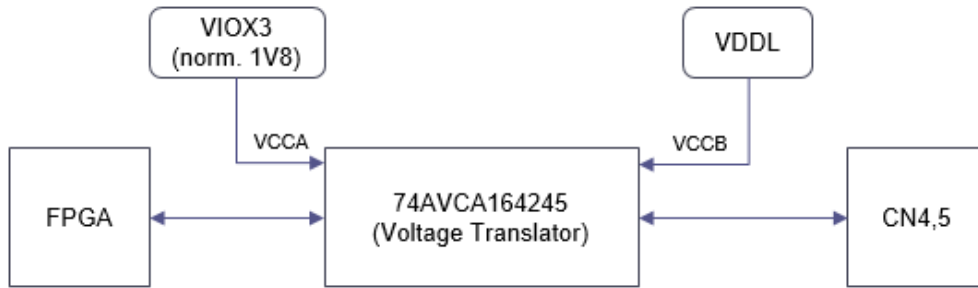 VIOX3
(norm. 1V8)
VDDL
VCCA
VCCB
FPGA
74AVCA164245
(Voltage Translator)
CN4,5